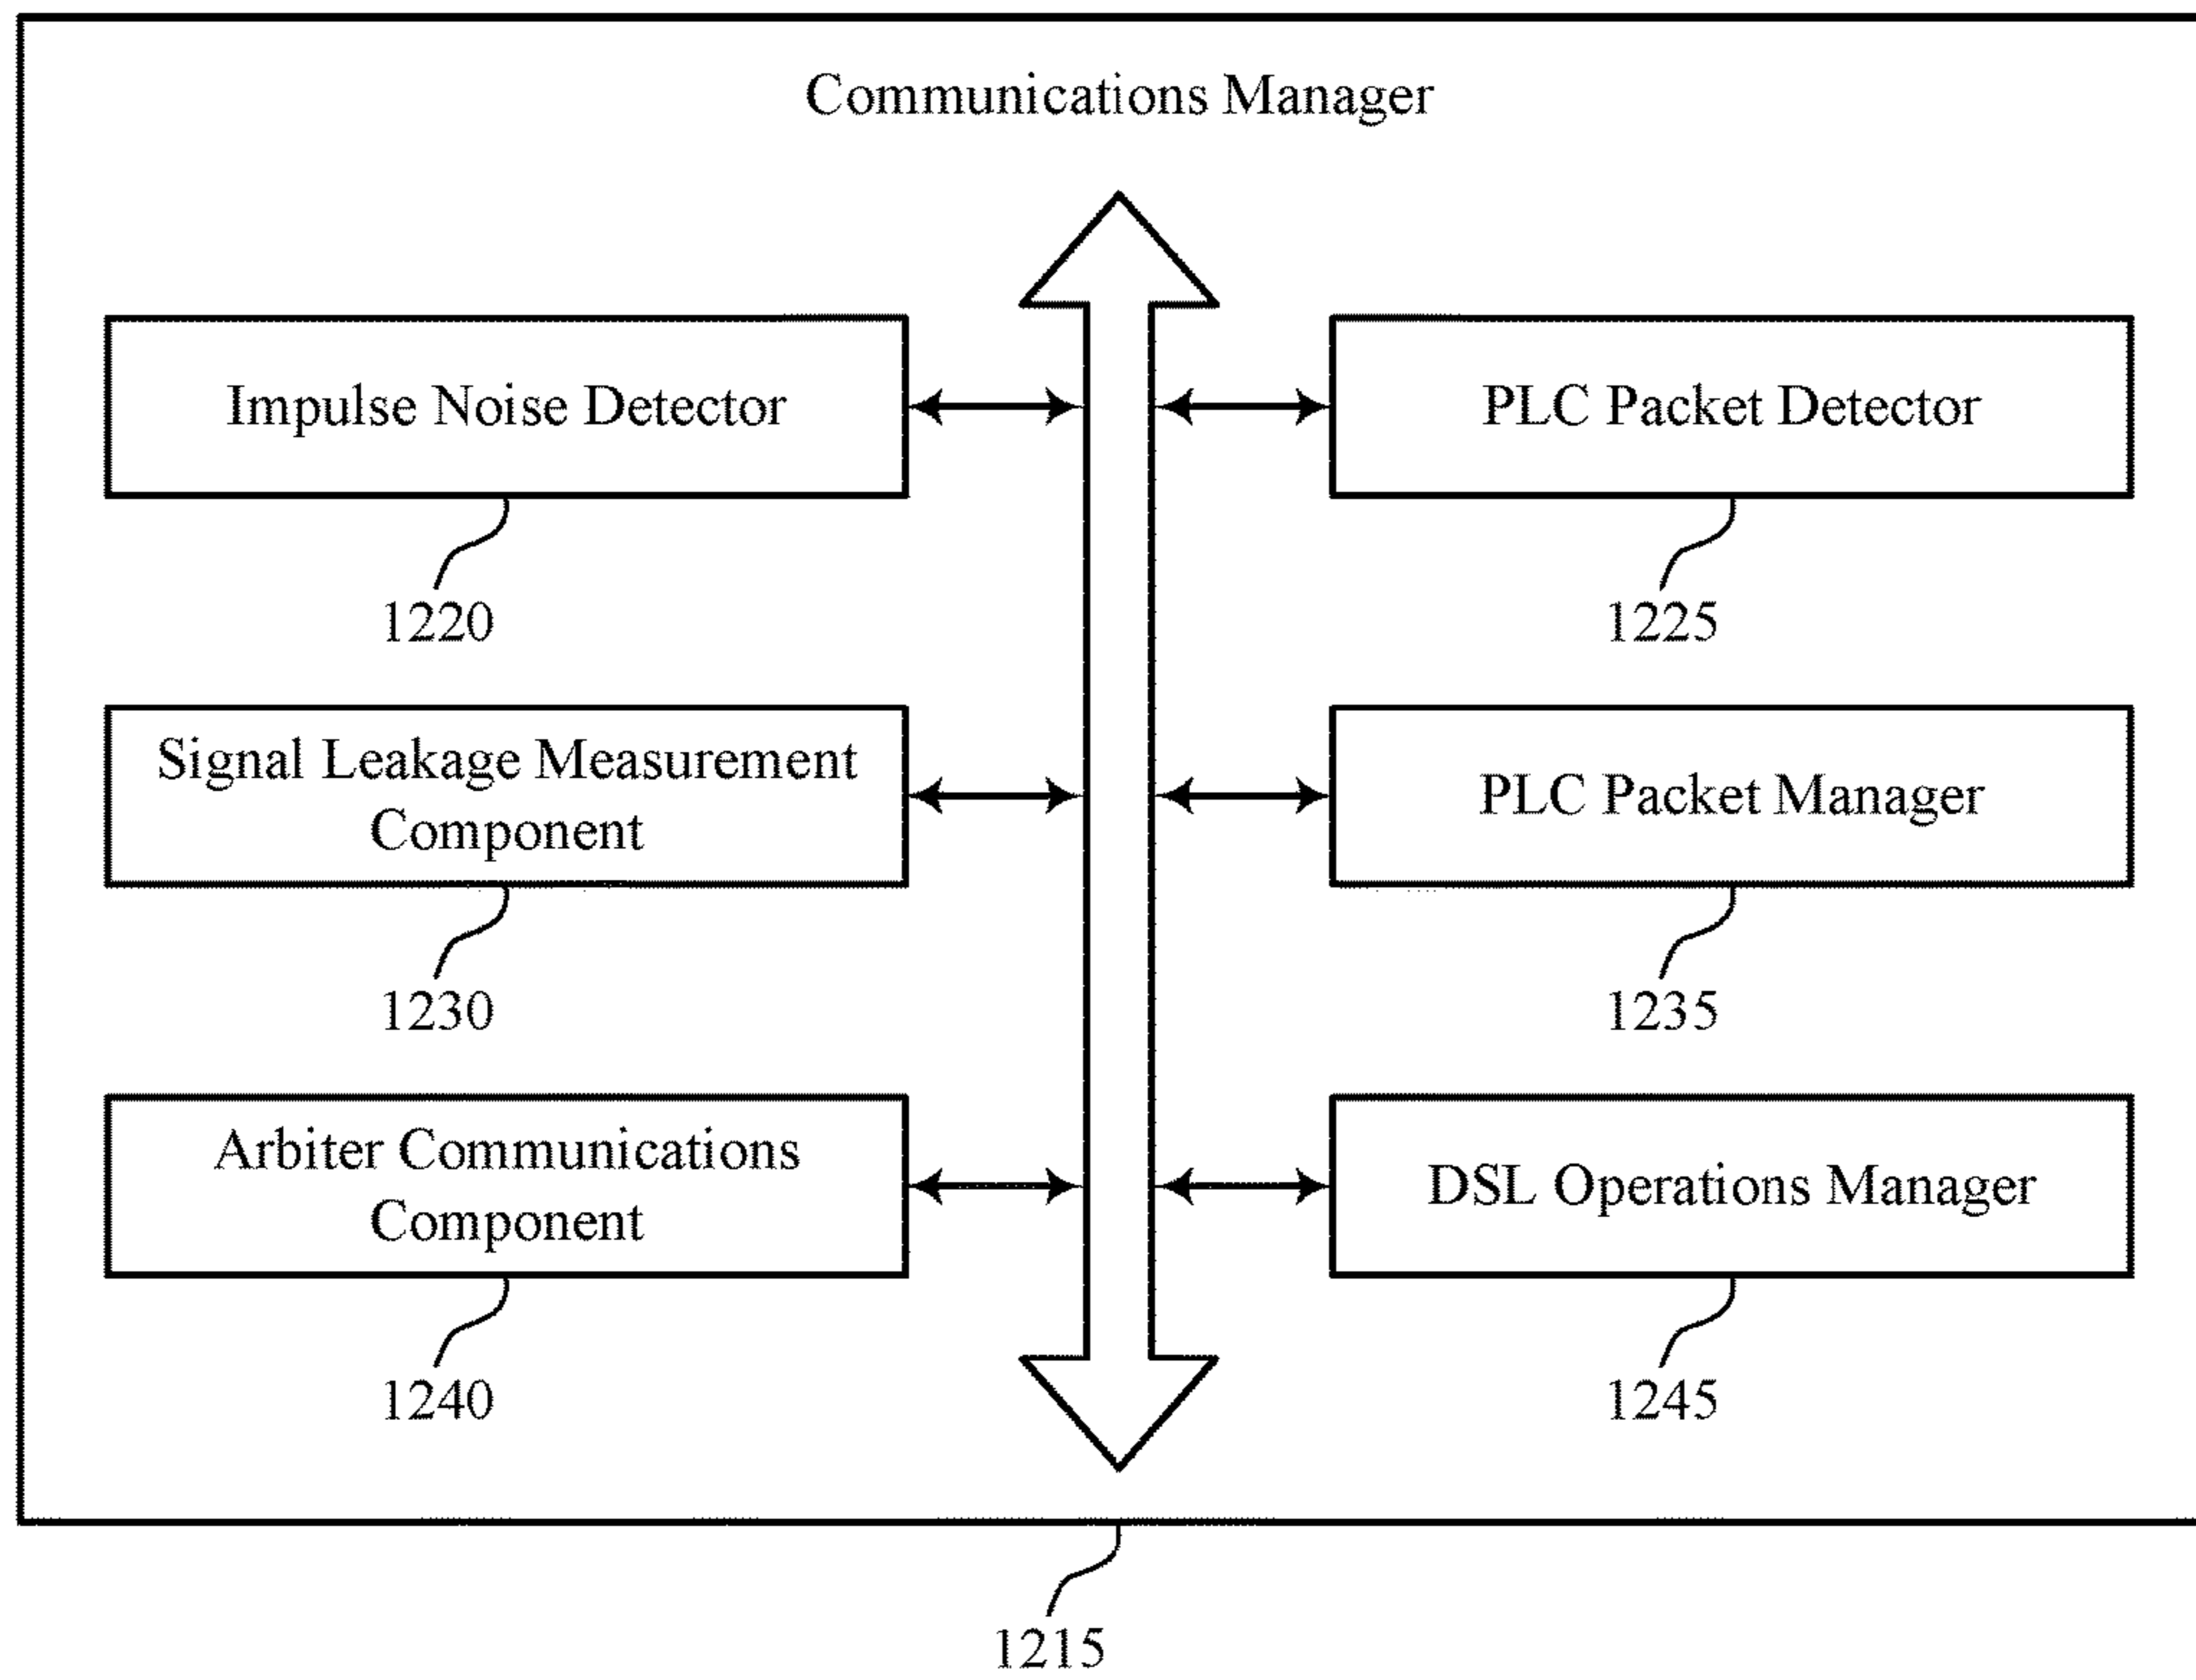 Communications Manager
Impulse Noise Detector
PLC Packet Detector
1220
1225
Signal Leakage Measurement
Component
PLC Packet Manager
1230
1235
Arbiter Communications
Component
DSL Operations Manager
1240
1245
1215